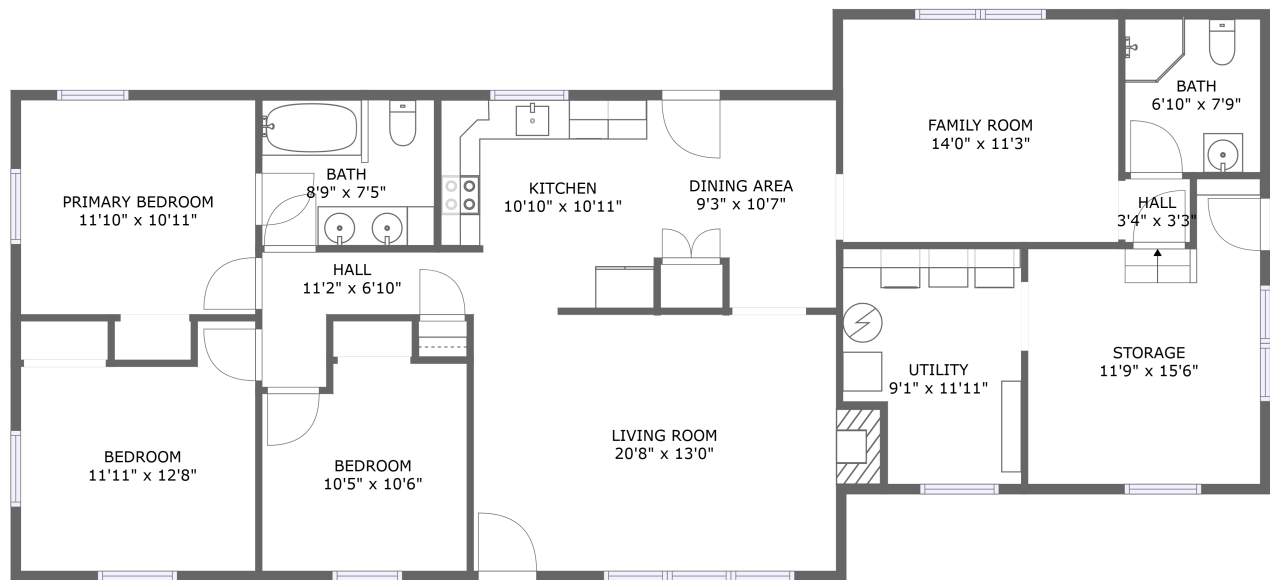 BATH
6'10" x 7'9"
FAMILY ROOM
14'0" x 11'3"
PRIMARY BEDROOM
11'10" x 10'11"
BATH
8'9" x 7'5"
KITCHEN
10'10" x 10'11"
DINING AREA
9'3" x 10'7"
HALL
3'4" x 3'3"
HALL
11'2" x 6'10"
STORAGE
11'9" x 15'6"
UTILITY
9'1" x 11'11"
LIVING ROOM
20'8" x 13'0"
BEDROOM
11'11" x 12'8"
BEDROOM
10'5" x 10'6"